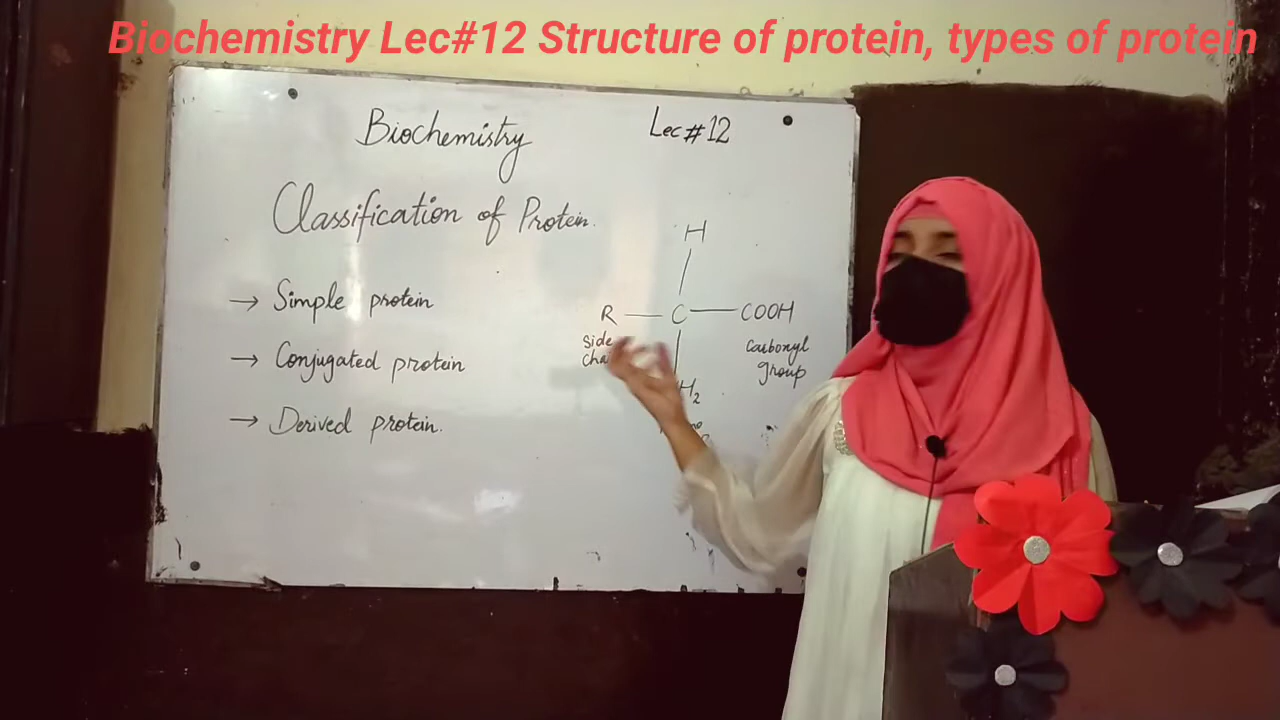 Biochemistry Lec#12 Structure of protein, types of protein
Biochemistry
Lec#12
Classification of Protein.
→ Simple protein
→ Conjugated protein
→ Derived protein.
H
R — C — COOH
side
Carbonyl
group
H2